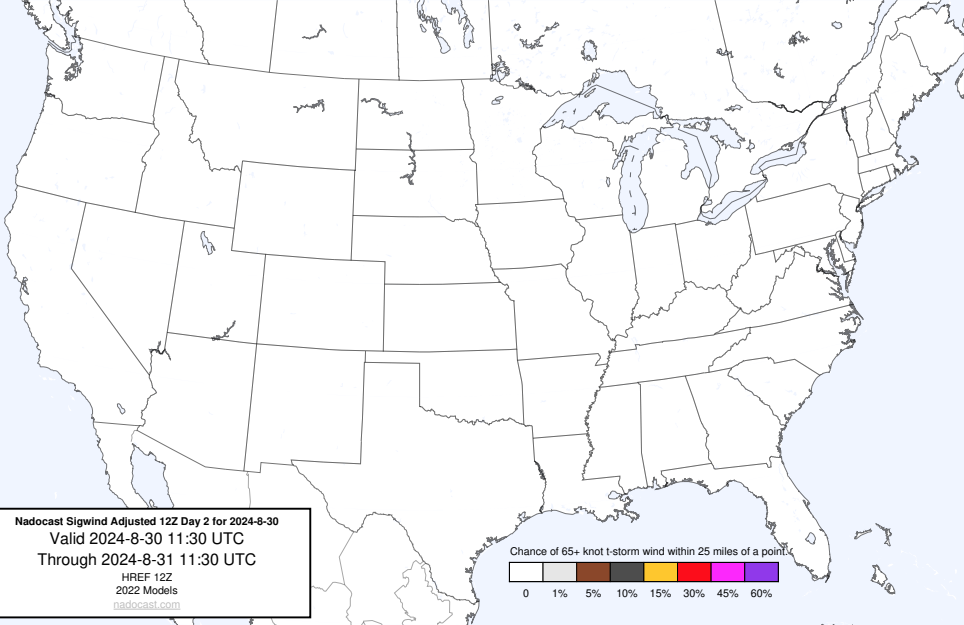 Nadocast Sigwind Adjusted 12Z Day 2 for 2024-8-30
Valid 2024-8-30 11:30 UTC
Through 2024-8-31 11:30 UTC
HREF 12Z
2022 Models
nadocast.com
Chance of 65+ knot t-storm wind within 25 miles of a point.
0 1% 5% 10% 15% 30% 45% 60%